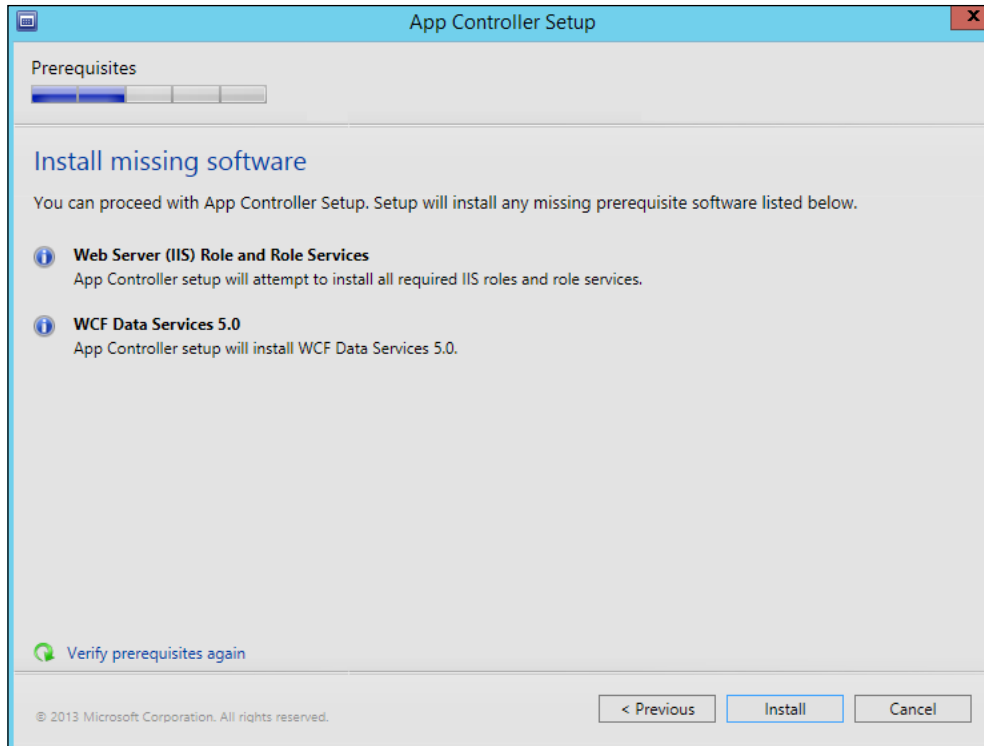 App Controller Setup
x
Prerequisites
Install missing software
You can proceed with App Controller Setup. Setup will install any missing prerequisite software listed below.
Web Server (IIS) Role and Role Services
App Controller setup will attempt to install all required IIS roles and role services.
WCF Data Services 5.0
App Controller setup will install WCF Data Services 5.0.
Verify prerequisites again
© 2013 Microsoft Corporation. All rights reserved.
< Previous
Install
Cancel